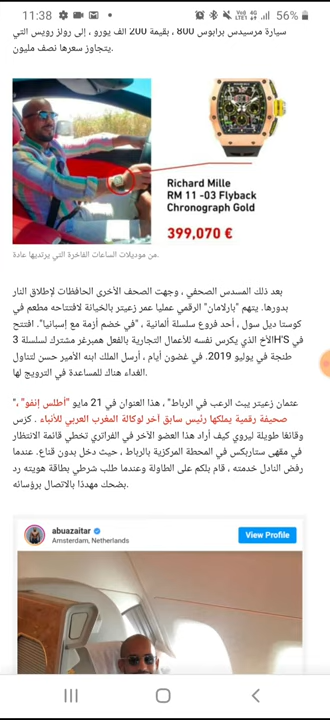 11:38
56%
سيارة مرسيدس برابوس 800 ، بقيمة 200 ألف يورو ، إلى رولز رويس التي
يتجاوز سعرها نصف مليون.
Richard Mille
RM 11 -03 Flyback
Chronograph Gold
399,070 €
من موديلات الساعات الفاخرة التي يرتديها عادة.
بعد ذلك المسدس الصحفي ، وجهت الصحف الأخرى الحافظات لإطلاق النار
بدورها. يتهم "بارلامان" الرقمي عمليا عمر زعيتر بالخيانة لافتتاحه مطعم في
كوستا ديل سول ، أحد فروع سلسلة ألمانية ، "في خضم أزمة مع إسبانيا". افتتح
الأخ الذي يكرس نفسه للأعمال التجارية بالفعل همبرغر مشترك لسلسلة 3H'S في
طنجة في يوليو 2019. في غضون أيام ، أرسل الملك ابنه الأمير حسن لتناول
الغداء هناك للمساعدة في الترويج لها.
"عثمان زعيتر يبث الرعب في الرباط" ، هذا العنوان في 21 مايو "أطلس إنفو" ،
صحيفة رقمية يملكها رئيس سابق آخر لوكالة المغرب العربي للأنباء . كرس
وقائعًا طويلة ليروي كيف أراد هذا العضو الآخر في الفراتري تخطي قائمة الانتظار
في مقهى ستاربكس في المحطة المركزية بالرباط ، حيث دخل بدون قناع. عندما
رفض النادل خدمته ، قام بلكم على الطاولة وعندما طلب شرطي بطاقة هويته رد
بضحك مهددًا بالاتصال برؤسائه.
abuazaitar
Amsterdam, Netherlands
View Profile